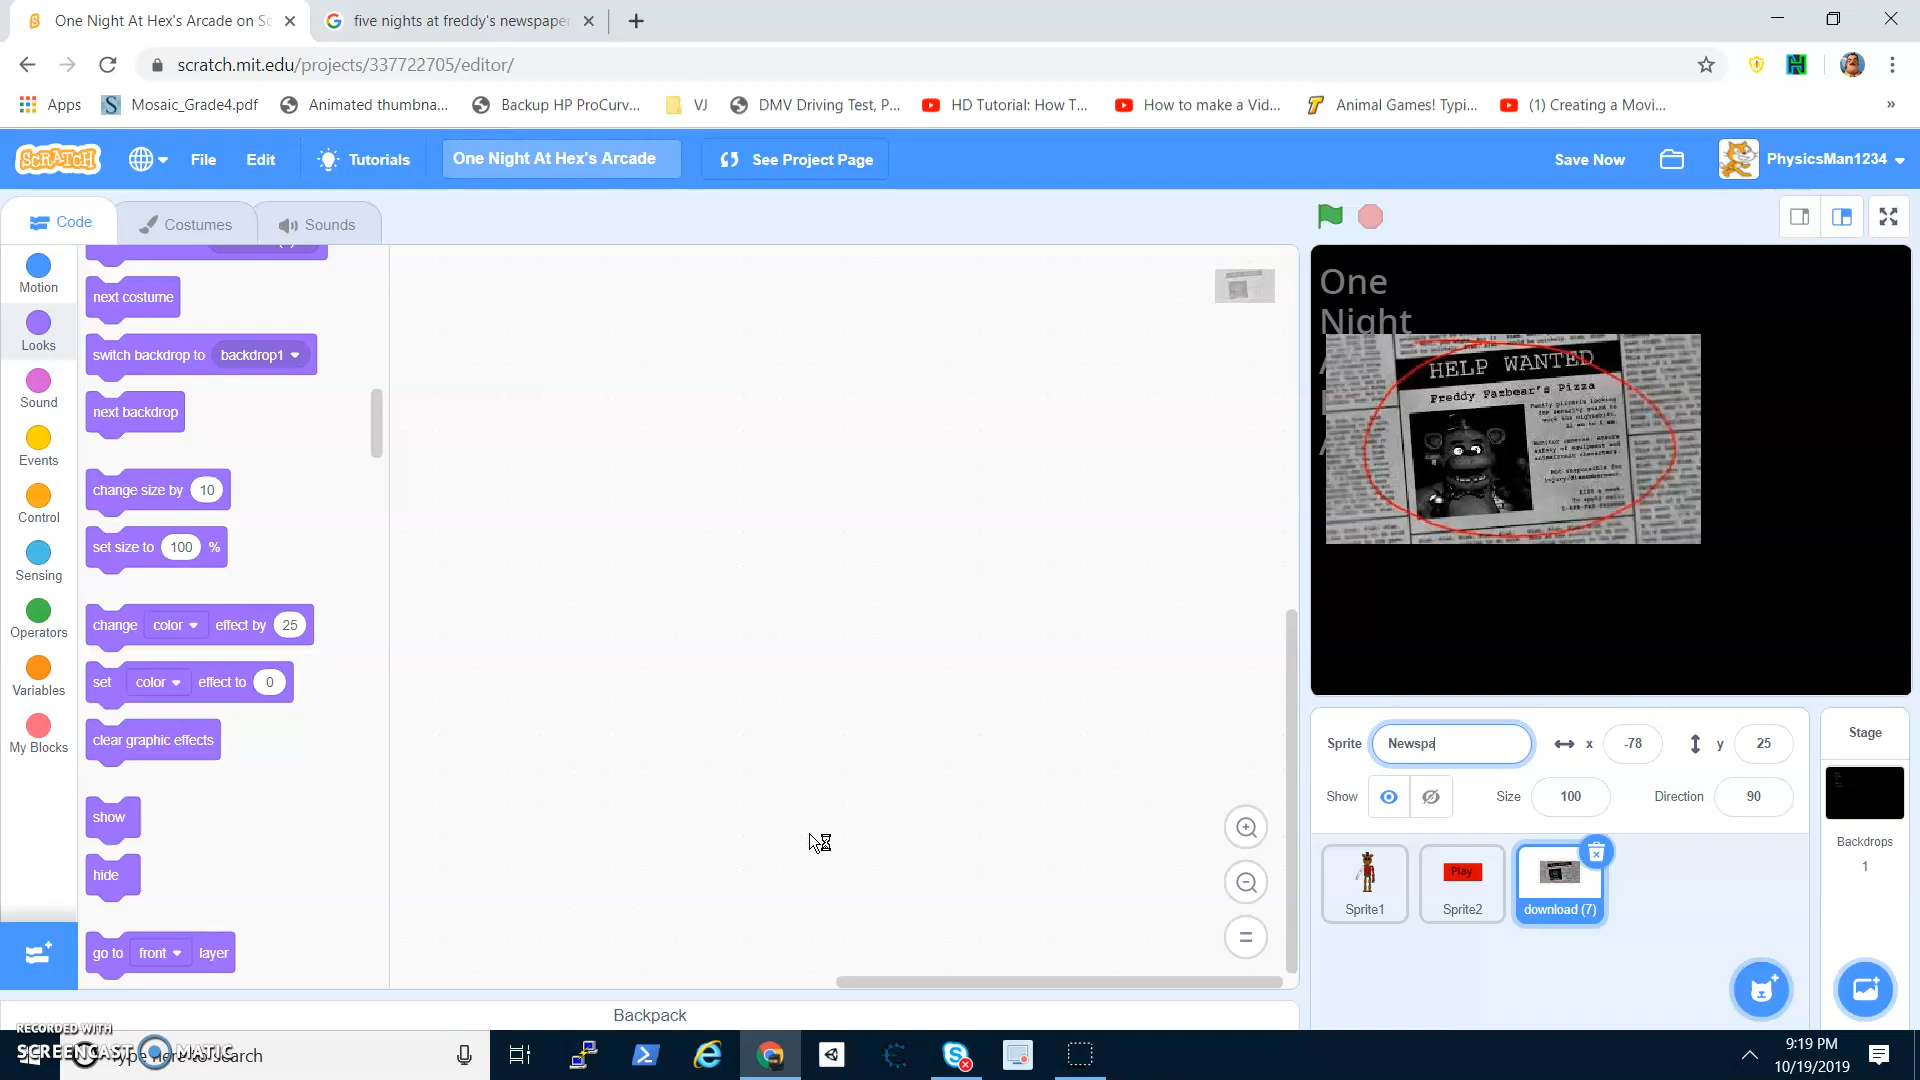 One Night At Hex's Arcade on Sc
five nights at freddy's newspaper
scratch.mit.edu/projects/337722705/editor/
Apps
Mosaic_Grade4.pdf
Animated thumbna...
Backup HP ProCurv...
VJ
DMV Driving Test, P...
HD Tutorial: How T...
How to make a Vid...
Animal Games! Typi...
(1) Creating a Movi...
»
SCRATCH
File
Edit
Tutorials
One Night At Hex's Arcade
See Project Page
Save Now
PhysicsMan1234
Code
Costumes
Sounds
Motion
Looks
Sound
Events
Control
Sensing
Operators
Variables
My Blocks
next costume
switch backdrop to backdrop1
next backdrop
change size by 10
set size to 100 %
change color effect by 25
set color effect to 0
clear graphic effects
show
hide
go to front layer
One
Night
HELP WANTED
Freddy Fazbear's Pizza
Sprite Newspa x -78 y 25
Show Size 100 Direction 90
Play
Sprite1
Sprite2
download (7)
Stage
Backdrops
1
Backpack
RECORDED WITH
SCREENCAST MATIC
Type here to search
9:19 PM
10/19/2019